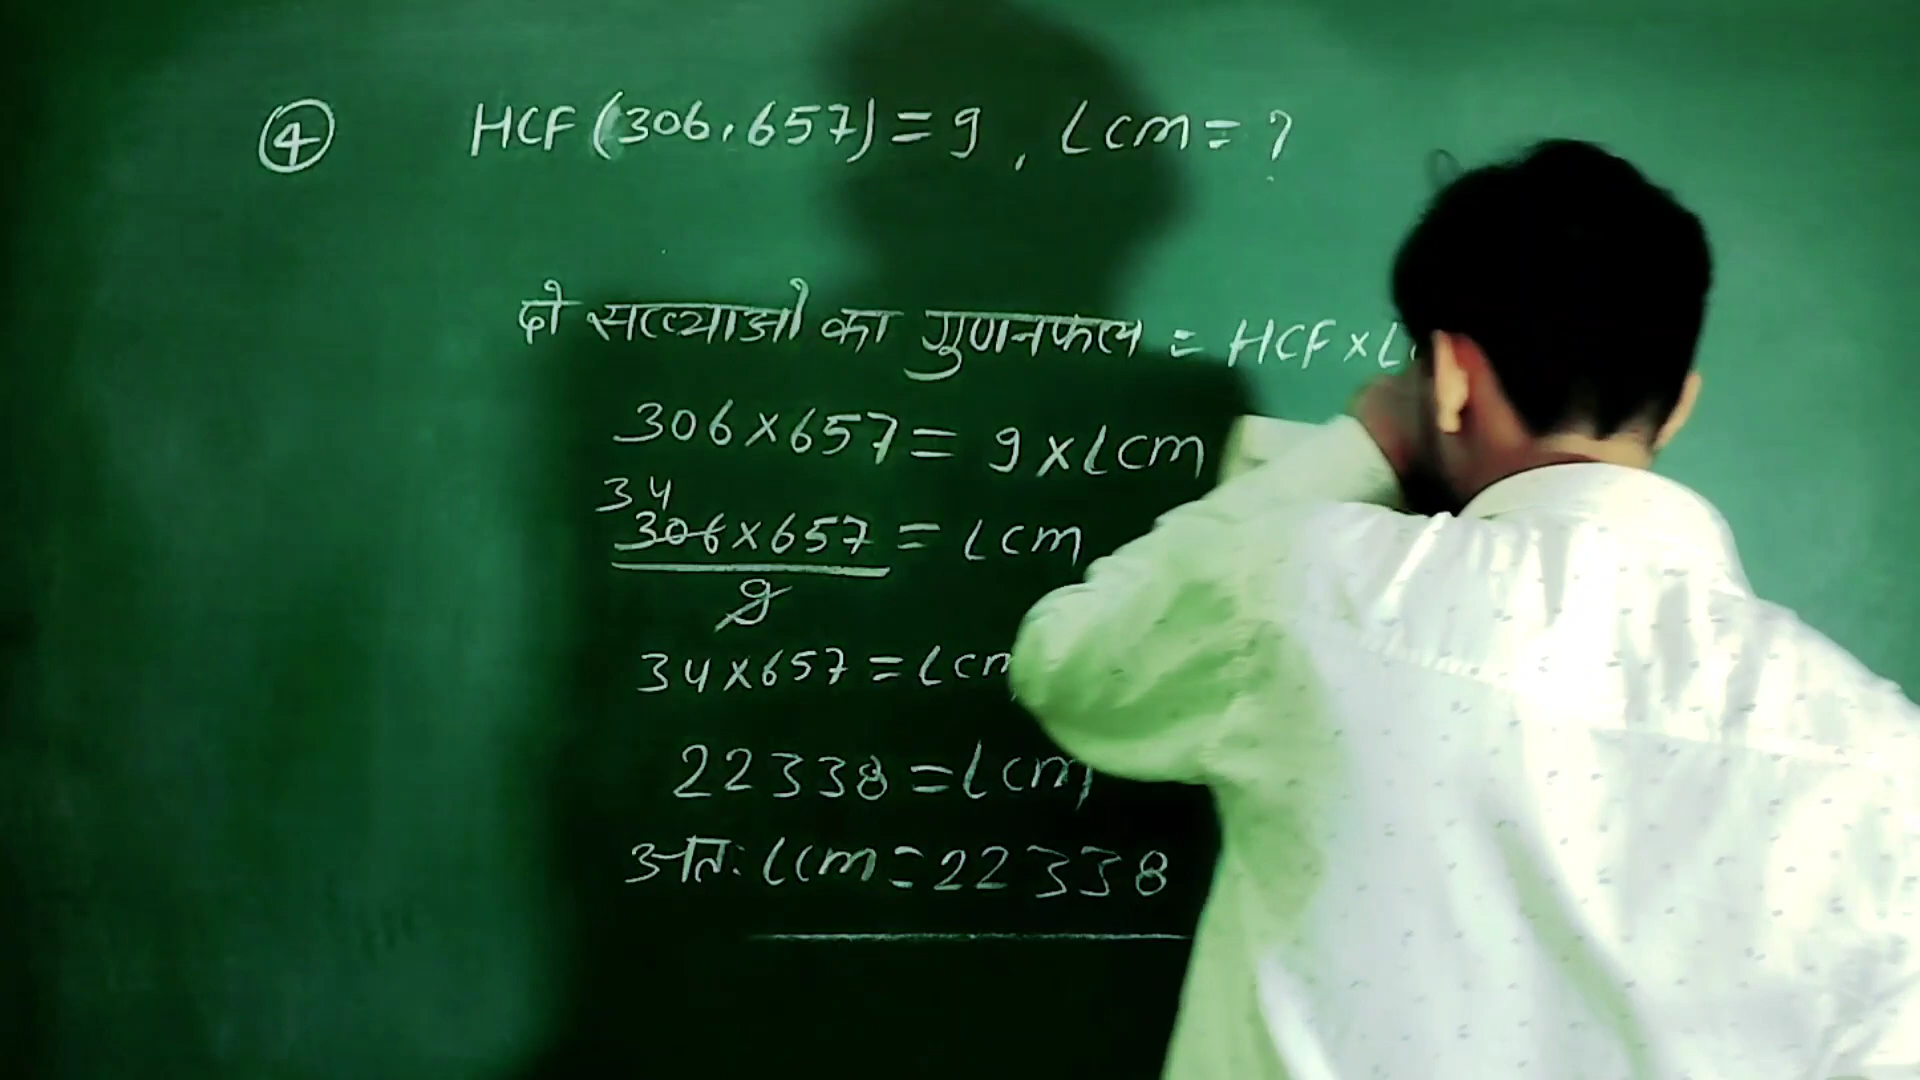 ④ HCF (306, 657) = 9, LCM = ?
दो सख्याओ का गुणनफल = HCF × L
306 × 657 = 9 × LCM
34
306 × 657 = LCM
9
34 × 657 = LCM
22338 = LCM
अतः LCM = 22338